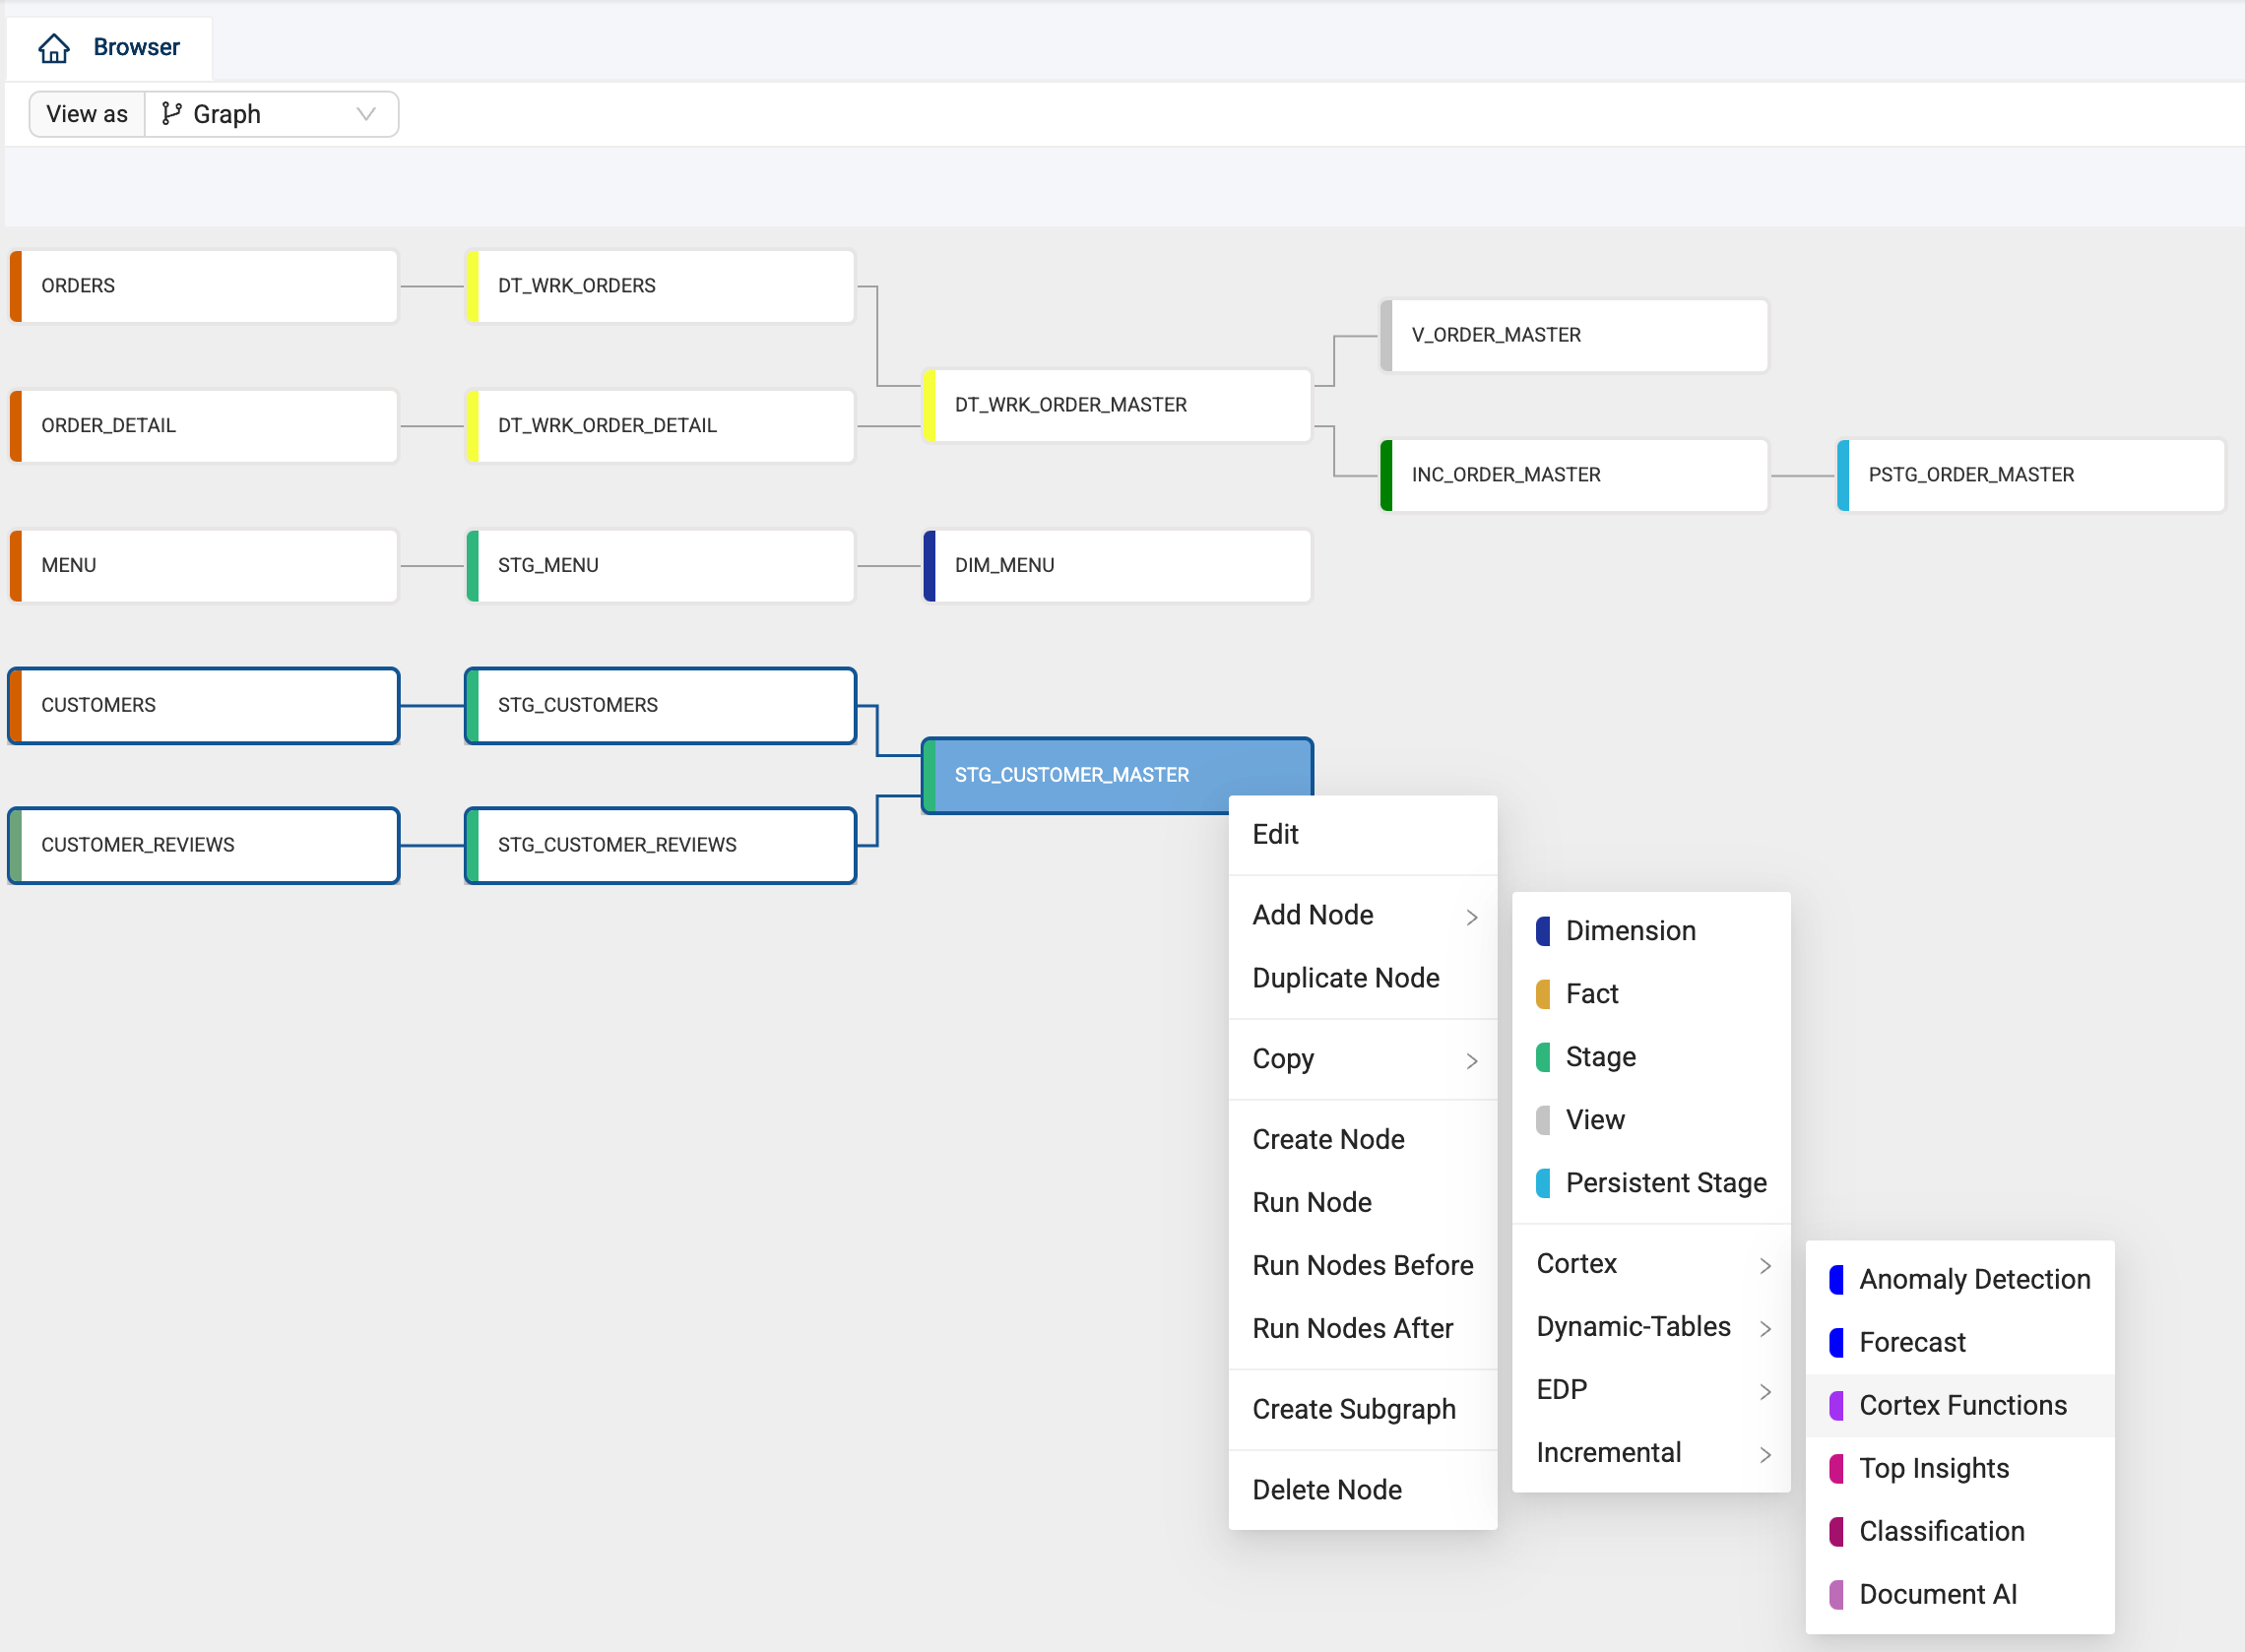 Browser
View as
Graph
ORDERS
DT_WRK_ORDERS
V_ORDER_MASTER
DT_WRK_ORDER_MASTER
ORDER_DETAIL
DT_WRK_ORDER_DETAIL
INC_ORDER_MASTER
PSTG_ORDER_MASTER
MENU
STG_MENU
DIM_MENU
CUSTOMERS
STG_CUSTOMERS
STG_CUSTOMER_MASTER
CUSTOMER_REVIEWS
STG_CUSTOMER_REVIEWS
Edit
Add Node
Duplicate Node
Copy
Create Node
Run Node
Run Nodes Before
Run Nodes After
Create Subgraph
Delete Node
Dimension
Fact
Stage
View
Persistent Stage
Cortex
Dynamic-Tables
EDP
Incremental
Anomaly Detection
Forecast
Cortex Functions
Top Insights
Classification
Document AI